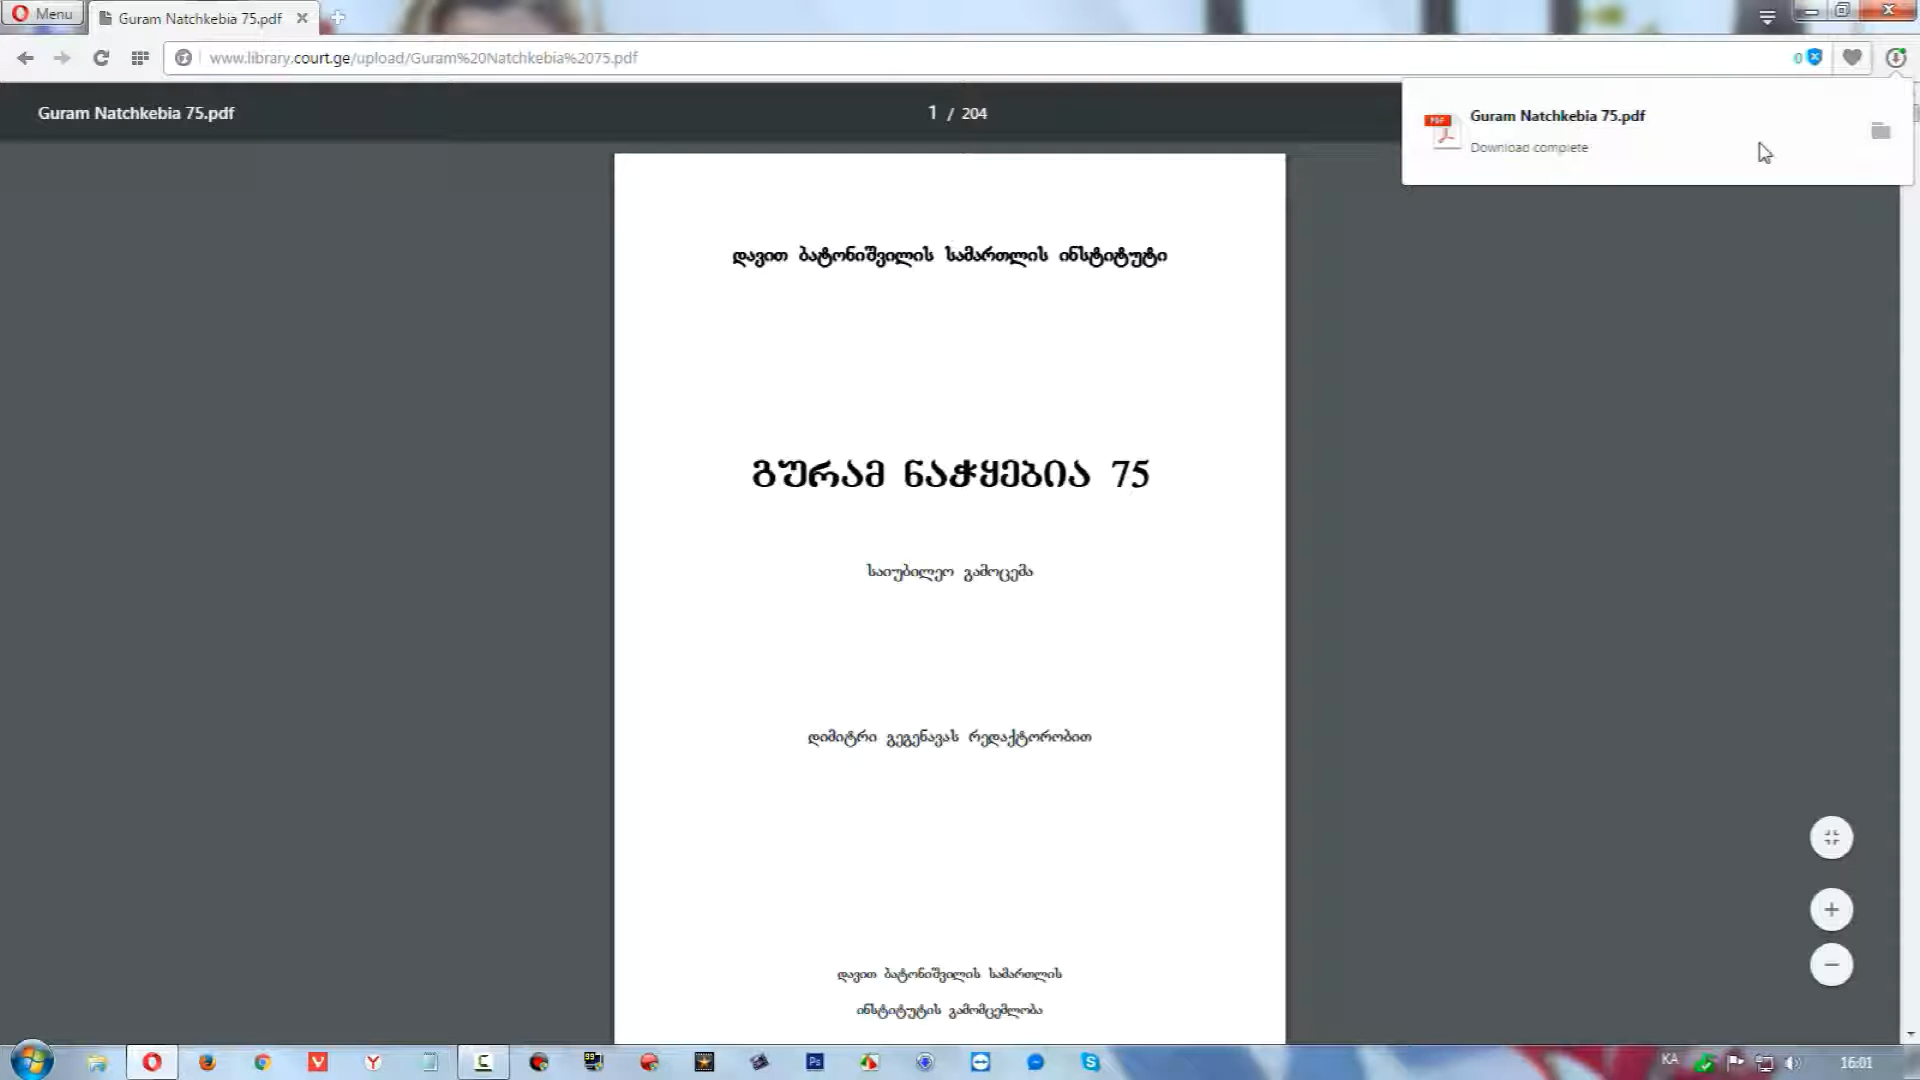 Menu
Guram Natchkebia 75.pdf
www.library.court.ge/upload/Guram%20Natchkebia%2075.pdf
0
Guram Natchkebia 75.pdf
1 / 204
Guram Natchkebia 75.pdf
Download complete
დავით ბატონიშვილის სამართლის ინსტიტუტი
გურამ ნაჭყებია 75
საიუბილეო გამოცემა
დიმიტრი გეგენავას რედაქტორობით
დავით ბატონიშვილის სამართლის
ინსტიტუტის გამომცემლობა
KA
16:01